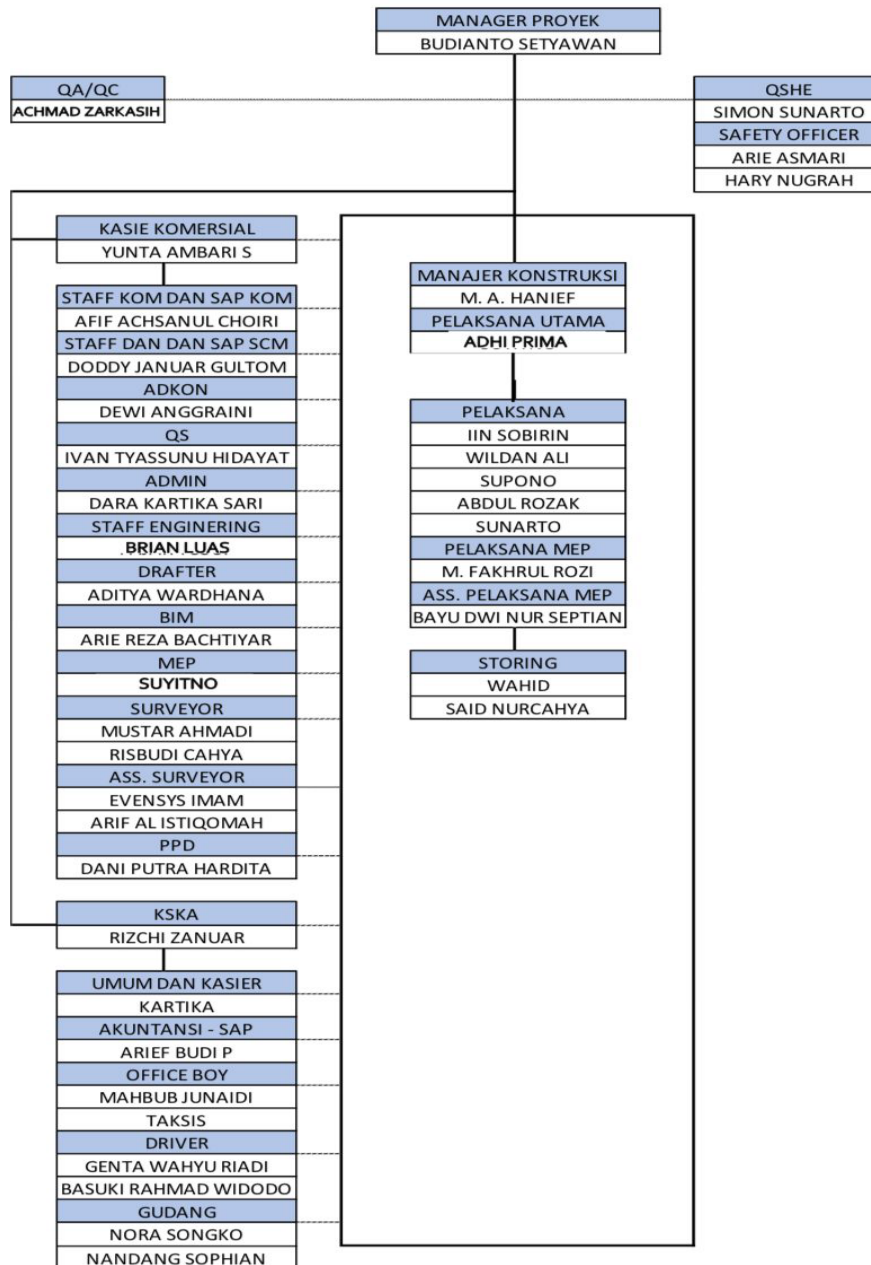 MANAGER PROYEK
BUDIANTO SETYAWAN
QA/QC
ACHMAD ZARKASIH
QSHE
SIMON SUNARTO
SAFETY OFFICER
ARIE ASMARI
HARY NUGRAH
KASIE KOMERSIAL
YUNTA AMBARI S
STAFF KOM DAN SAP KOM
AFIF ACHSANUL CHOIRI
STAFF DAN DAN SAP SCM
DODDY JANUAR GULTOM
ADKON
DEWI ANGGRAINI
QS
IVAN TYASSUNU HIDAYAT
ADMIN
DARA KARTIKA SARI
STAFF ENGINERING
BRIAN LUAS
DRAFTER
ADITYA WARDHANA
BIM
ARIE REZA BACHTIYAR
MEP
SUYITNO
SURVEYOR
MUSTAR AHMADI
RISBUDI CAHYA
ASS. SURVEYOR
EVENSYS IMAM
ARIF AL ISTIQOMAH
PPD
DANI PUTRA HARDITA
KSKA
RIZCHI ZANUAR
UMUM DAN KASIER
KARTIKA
AKUNTANSI - SAP
ARIEF BUDI P
OFFICE BOY
MAHBUB JUNAIDI
TAKSIS
DRIVER
GENTA WAHYU RIADI
BASUKI RAHMAD WIDODO
GUDANG
NORA SONGKO
NANDANG SOPHIAN
MANAJER KONSTRUKSI
M. A. HANIEF
PELAKSANA UTAMA
ADHI PRIMA
PELAKSANA
IIN SOBIRIN
WILDAN ALI
SUPONO
ABDUL ROZAK
SUNARTO
PELAKSANA MEP
M. FAKHRUL ROZI
ASS. PELAKSANA MEP
BAYU DWI NUR SEPTIAN
STORING
WAHID
SAID NURCAHYA